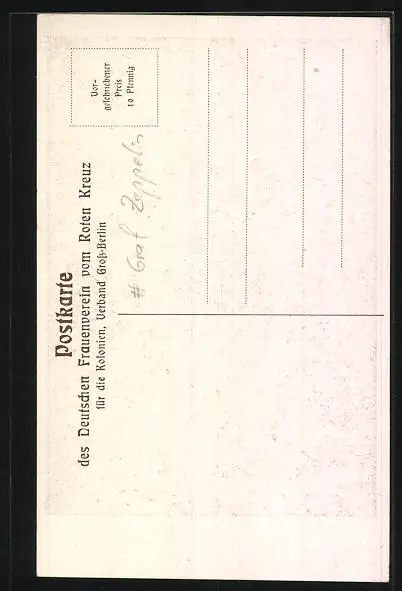 Postkarte
des Deutschen Frauenverein vom Roten Kreuz
für die Kolonien, Verband Groß-Berlin
Vor-
geschriebener
Preis
10 Pfennig
# Graf Zeppelin